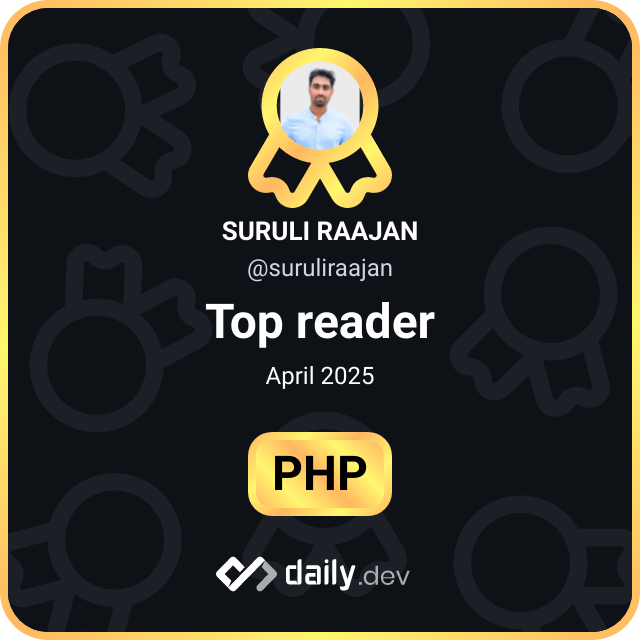 SURULI RAAJAN
@suruliraajan
Top reader
April 2025
PHP
daily.dev